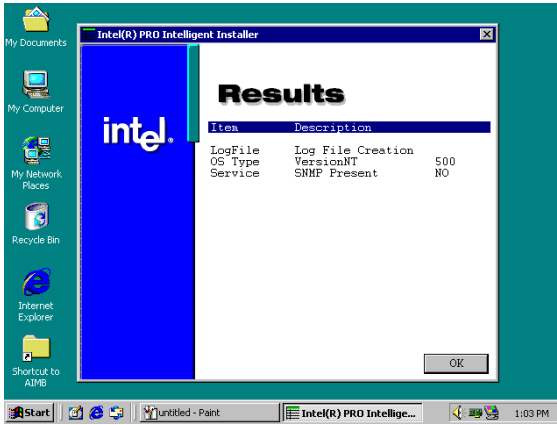 My Documents
My Computer
My Network
Places
Recycle Bin
Internet
Explorer
Shortcut to
AIMB
Intel(R) PRO Intelligent Installer
intel.
Results
Item Description
LogFile Log File Creation
OS Type VersionNT 500
Service SNMP Present NO
OK
Start
untitled - Paint
Intel(R) PRO Intellige...
1:03 PM